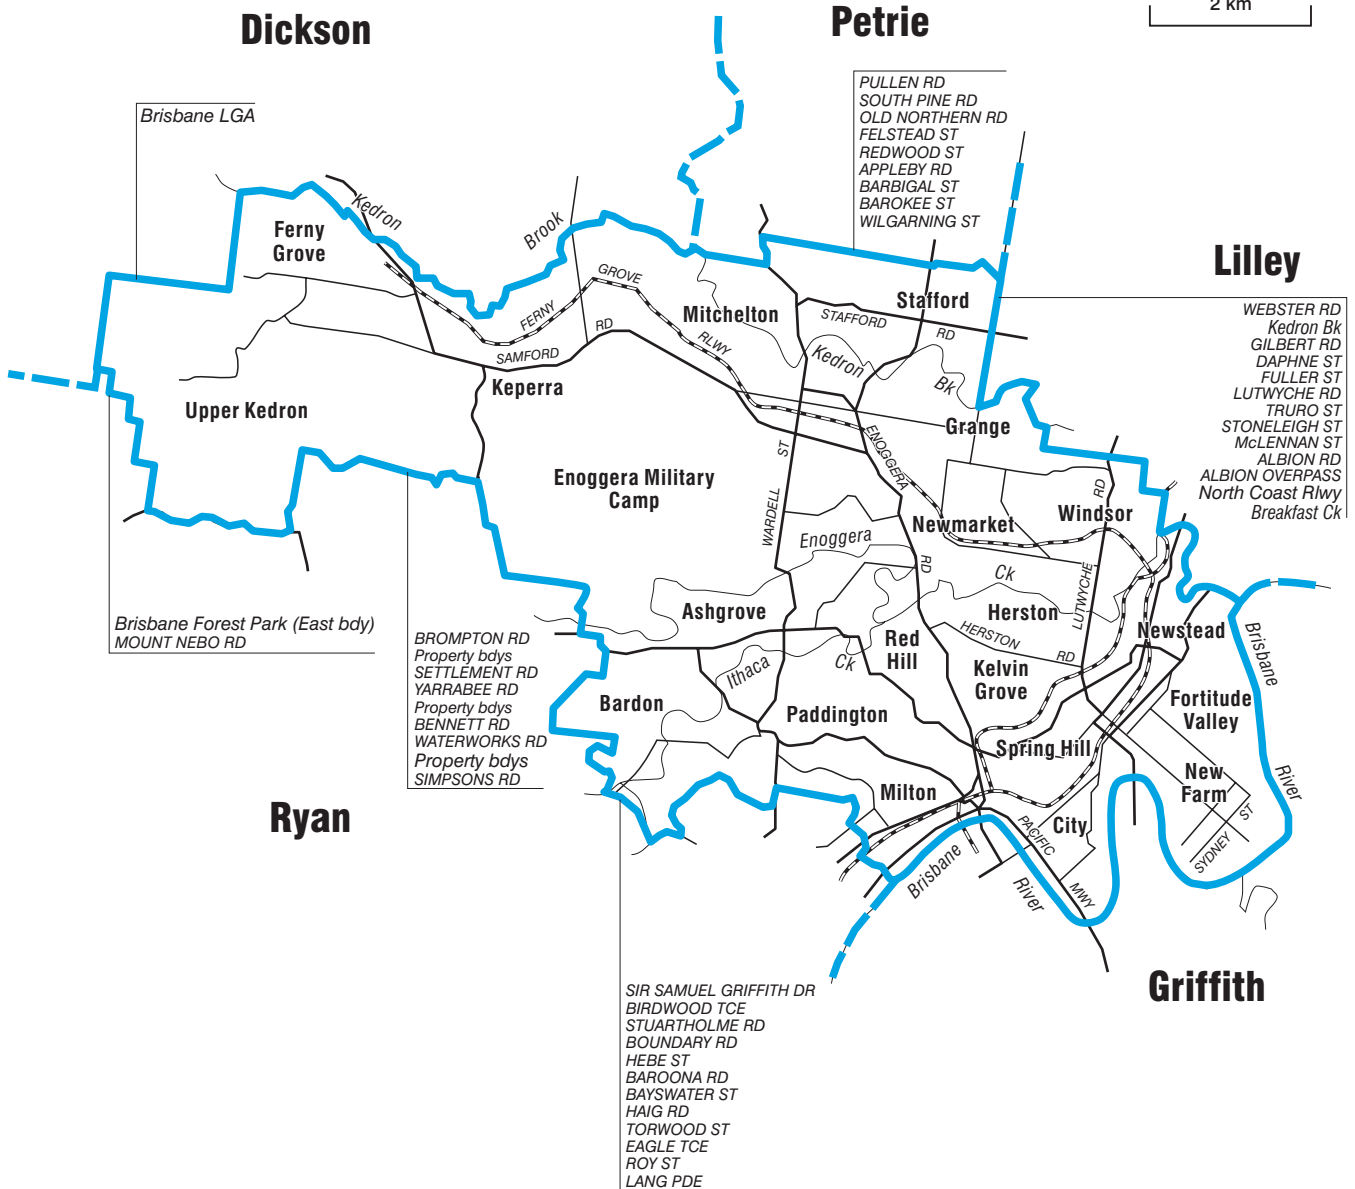 Dickson
Petrie
2 km
Brisbane LGA
PULLEN RD
SOUTH PINE RD
OLD NORTHERN RD
FELSTEAD ST
REDWOOD ST
APPLEBY RD
BARBIGAL ST
BAROKEE ST
WILGARNING ST
Kedron
Brook
Ferny
Grove
Lilley
WEBSTER RD
Kedron Bk
GILBERT RD
DAPHNE ST
FULLER ST
LUTWYCHE RD
TRURO ST
STONELEIGH ST
McLENNAN ST
ALBION RD
ALBION OVERPASS
North Coast Rlwy
Breakfast Ck
FERNY
GROVE
RLWY
Mitchelton
Stafford
STAFFORD
RD
SAMFORD
RD
Kedron
Bk
Keperra
Upper Kedron
Grange
Enoggera Military
Camp
WARDELL
ST
ENOGGERA
RD
Newmarket
Windsor
LUTWYCHE
RD
Enoggera
Ck
Ashgrove
Herston
HERSTON
RD
Newstead
Brisbane
River
Brisbane Forest Park (East bdy)
MOUNT NEBO RD
BROMPTON RD
Property bdys
SETTLEMENT RD
YARRABEE RD
Property bdys
BENNETT RD
WATERWORKS RD
Property bdys
SIMPSONS RD
Ithaca
Ck
Red
Hill
Kelvin
Grove
Bardon
Paddington
Fortitude
Valley
Spring Hill
New
Farm
SYDNEY
ST
Milton
City
PACIFIC
MWY
Brisbane
River
Ryan
Griffith
SIR SAMUEL GRIFFITH DR
BIRDWOOD TCE
STUARTHOLME RD
BOUNDARY RD
HEBE ST
BAROONA RD
BAYSWATER ST
HAIG RD
TORWOOD ST
EAGLE TCE
ROY ST
LANG PDE